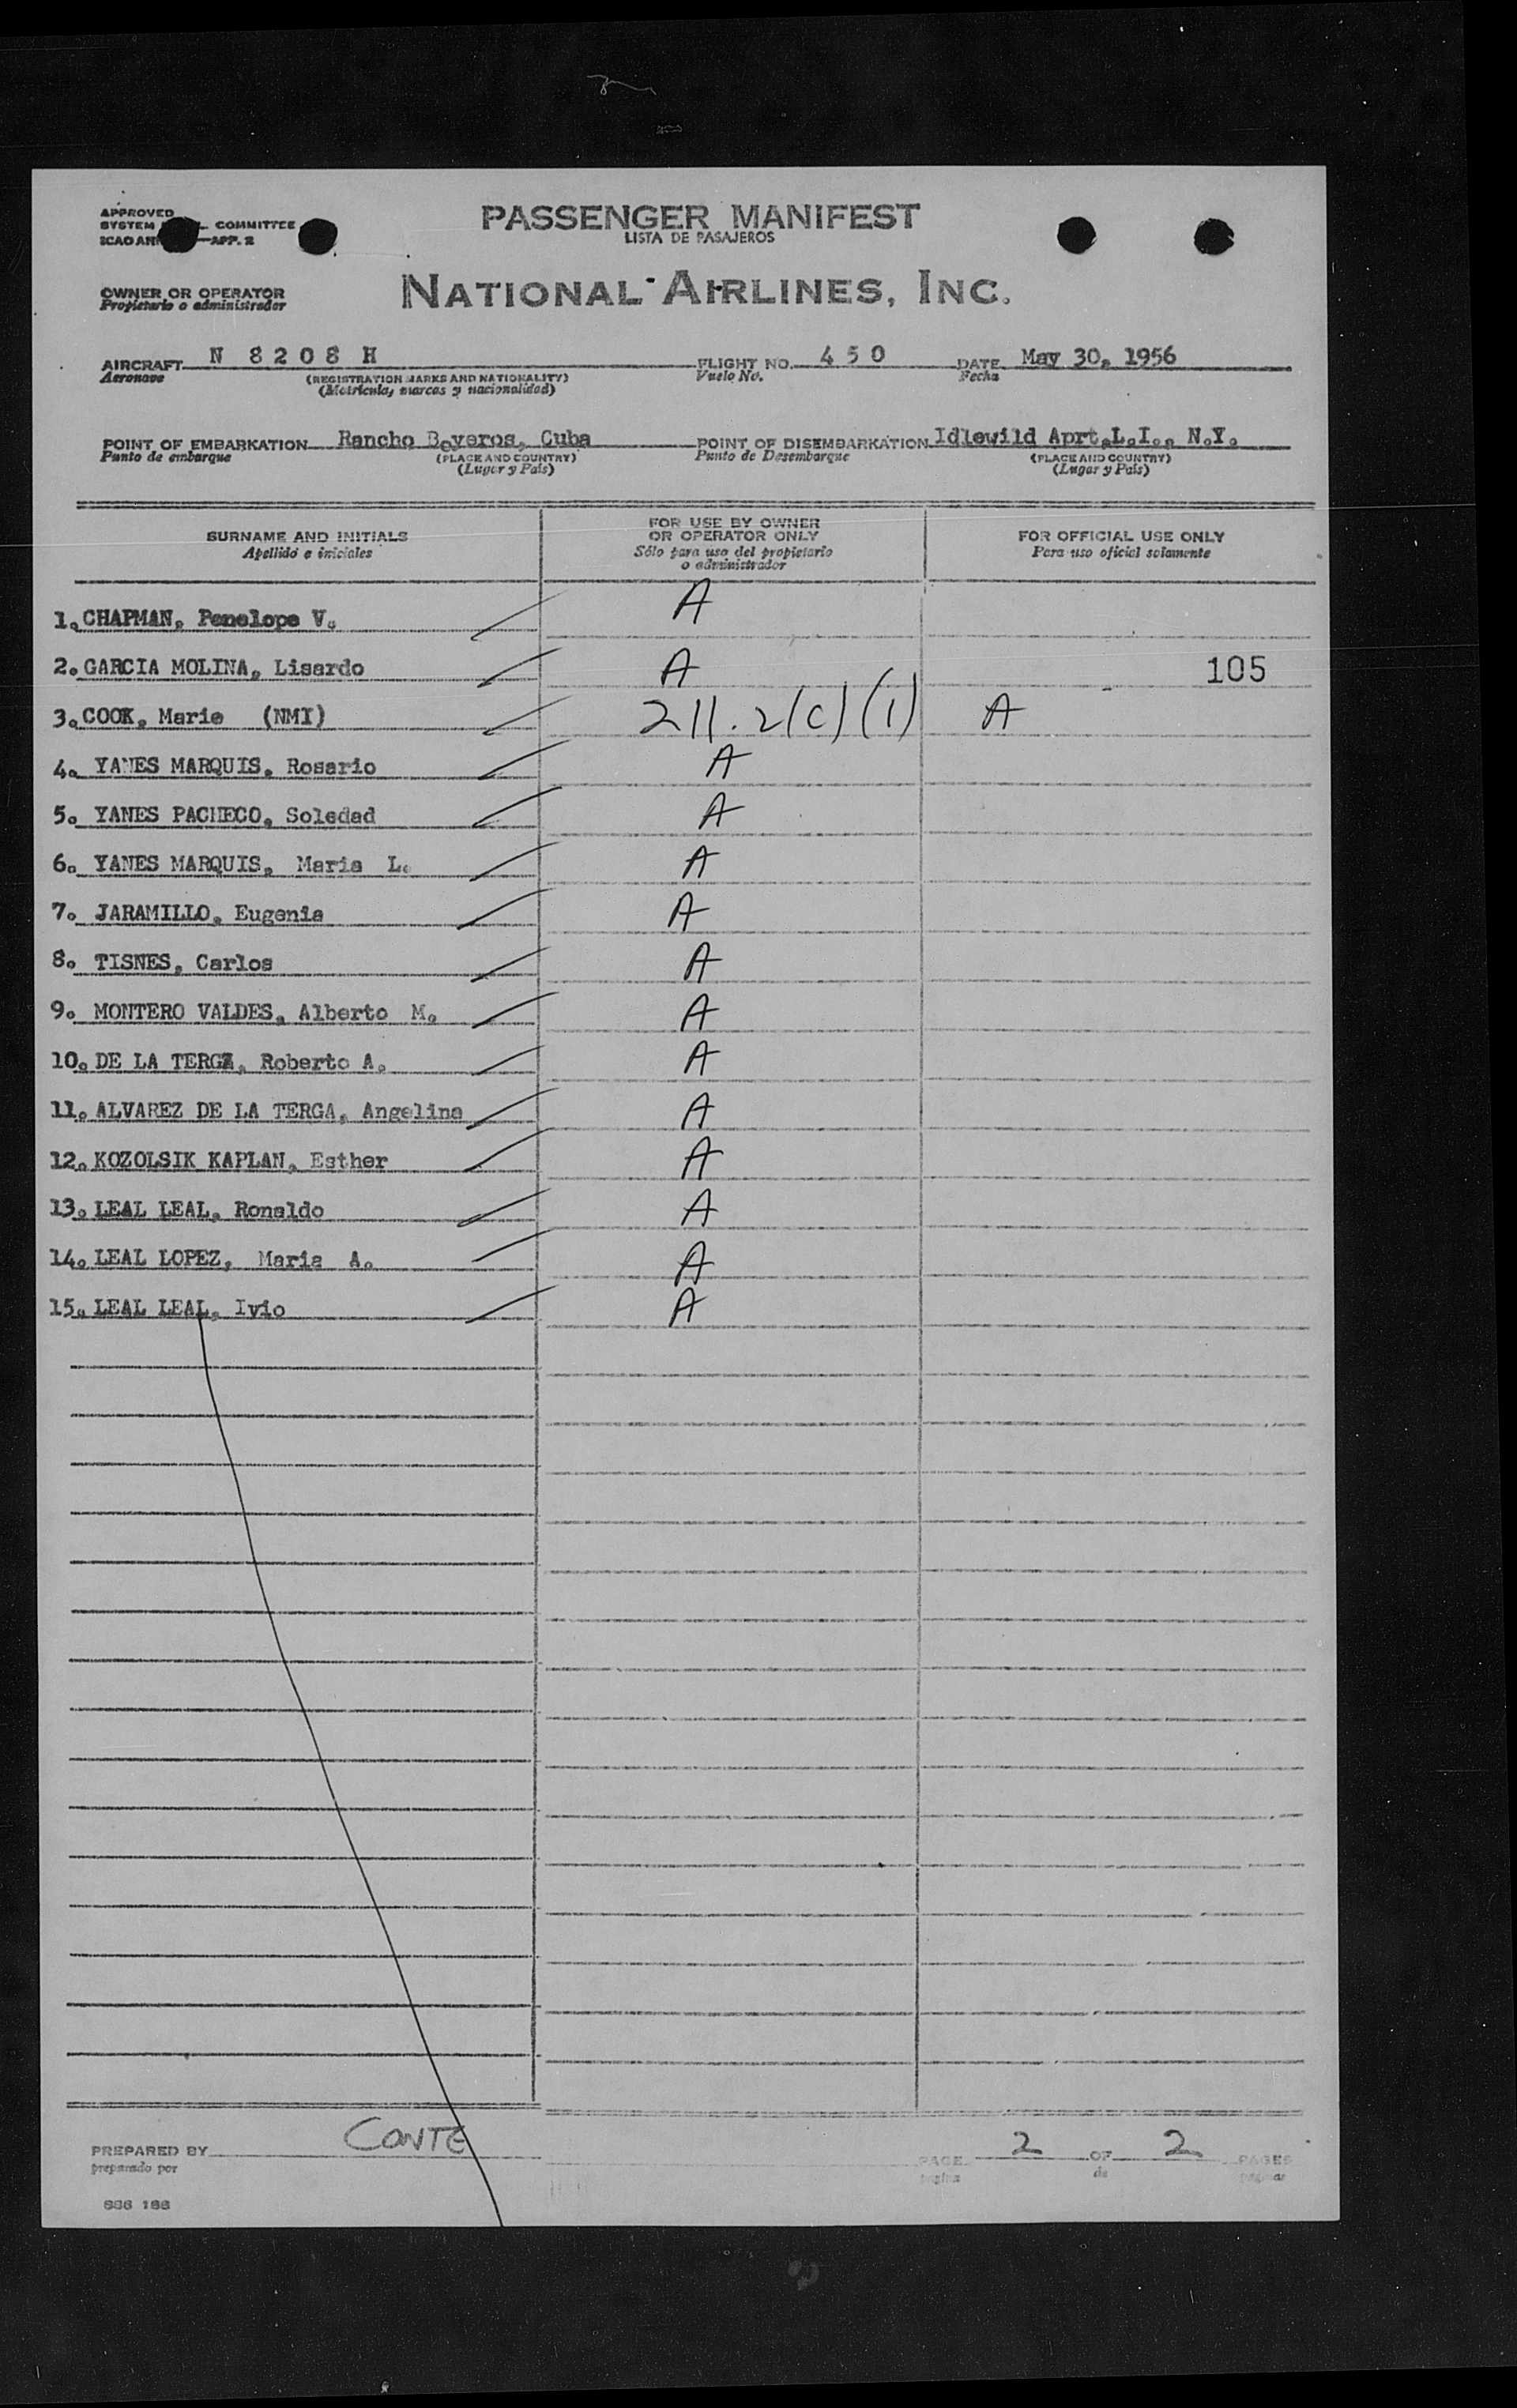 APPROVED
SYSTEM L. COMMITTEE
ICAO AN —APP. 2
PASSENGER MANIFEST
LISTA DE PASAJEROS
OWNER OR OPERATOR
Propietario o administrador
NATIONAL AIRLINES, INC.
AIRCRAFT N 8208 H FLIGHT NO. 450 DATE May 30, 1956
Aeronave (REGISTRATION MARKS AND NATIONALITY) Vuelo No. Fecha
(Matricula, marcas y nacionalidad)
POINT OF EMBARKATION Rancho Boyeros, Cuba POINT OF DISEMBARKATION Idlewild Aprt.L.I., N.Y.
Punto de embarque (PLACE AND COUNTRY) Punto de Desembarque (PLACE AND COUNTRY)
(Lugar y País) (Lugar y País)
SURNAME AND INITIALS
Apellido e iniciales
FOR USE BY OWNER
OR OPERATOR ONLY
Sólo para uso del propietario
o administrador
FOR OFFICIAL USE ONLY
Para uso oficial solamente
1. CHAPMAN, Penelope V. A
2. GARCIA MOLINA, Lisardo A 105
3. COOK, Marie (NMI) 211.2(c)(1) A
4. YANES MARQUIS, Rosario A
5. YANES PACHECO, Soledad A
6. YANES MARQUIS, Maria L. A
7. JARAMILLO, Eugenia A
8. TISNES, Carlos A
9. MONTERO VALDES, Alberto M. A
10. DE LA TERGA, Roberto A. A
11. ALVAREZ DE LA TERGA, Angelina A
12. KOZOLSIK KAPLAN, Esther A
13. LEAL LEAL, Ronaldo A
14. LEAL LOPEZ, Maria A. A
15. LEAL LEAL, Ivio A
PREPARED BY CONTE PAGE 2 OF 2 PAGES
preparado por pagina de paginas